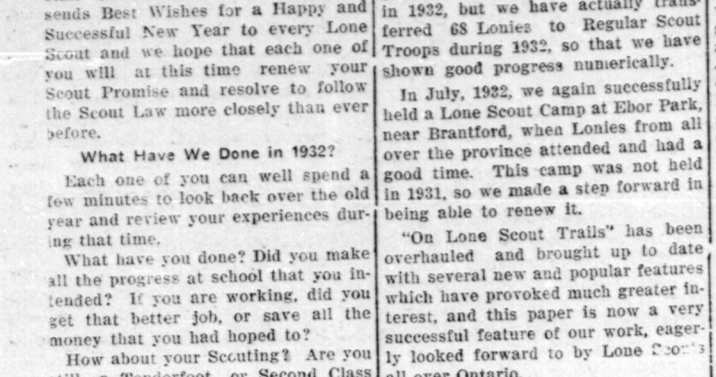 sends Best Wishes for a Happy and
Successful New Year to every Lone
Scout and we hope that each one of
you will at this time renew your
Scout Promise and resolve to follow
the Scout Law more closely than ever
before.
What Have We Done in 1932?
Each one of you can well spend a
few minutes to look back over the old
year and review your experiences dur-
ing that time.
What have you done? Did you make
all the progress at school that you in-
tended? If you are working, did you
get that better job, or save all the
money that you had hoped to?
How about your Scouting? Are you
still a Tenderfoot, or Second Class
in 1932, but we have actually trans-
ferred 68 Lonies to Regular Scout
Troops during 1932, so that we have
shown good progress numerically.
In July, 1932, we again successfully
held a Lone Scout Camp at Ebor Park,
near Brantford, when Lonies from all
over the province attended and had a
good time. This camp was not held
in 1931, so we made a step forward in
being able to renew it.
"On Lone Scout Trails" has been
overhauled and brought up to date
with several new and popular features
which have provoked much greater in-
terest, and this paper is now a very
successful feature of our work, eager-
ly looked forward to by Lone Scouts
all over Ontario.